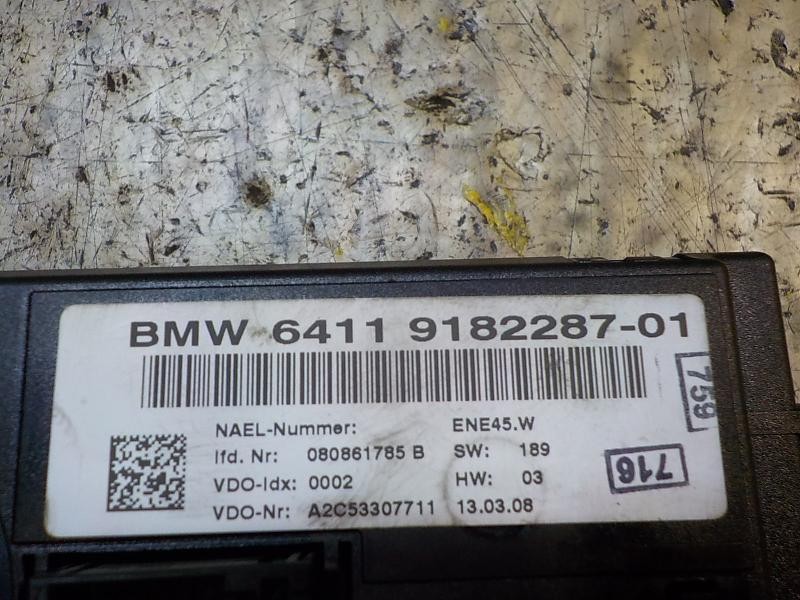 BMW 6411 9182287-01
NAEL-Nummer: ENE45.W
lfd. Nr: 080861785 B SW: 189
VDO-Idx: 0002 HW: 03
VDO-Nr: A2C53307711 13.03.08
759
716